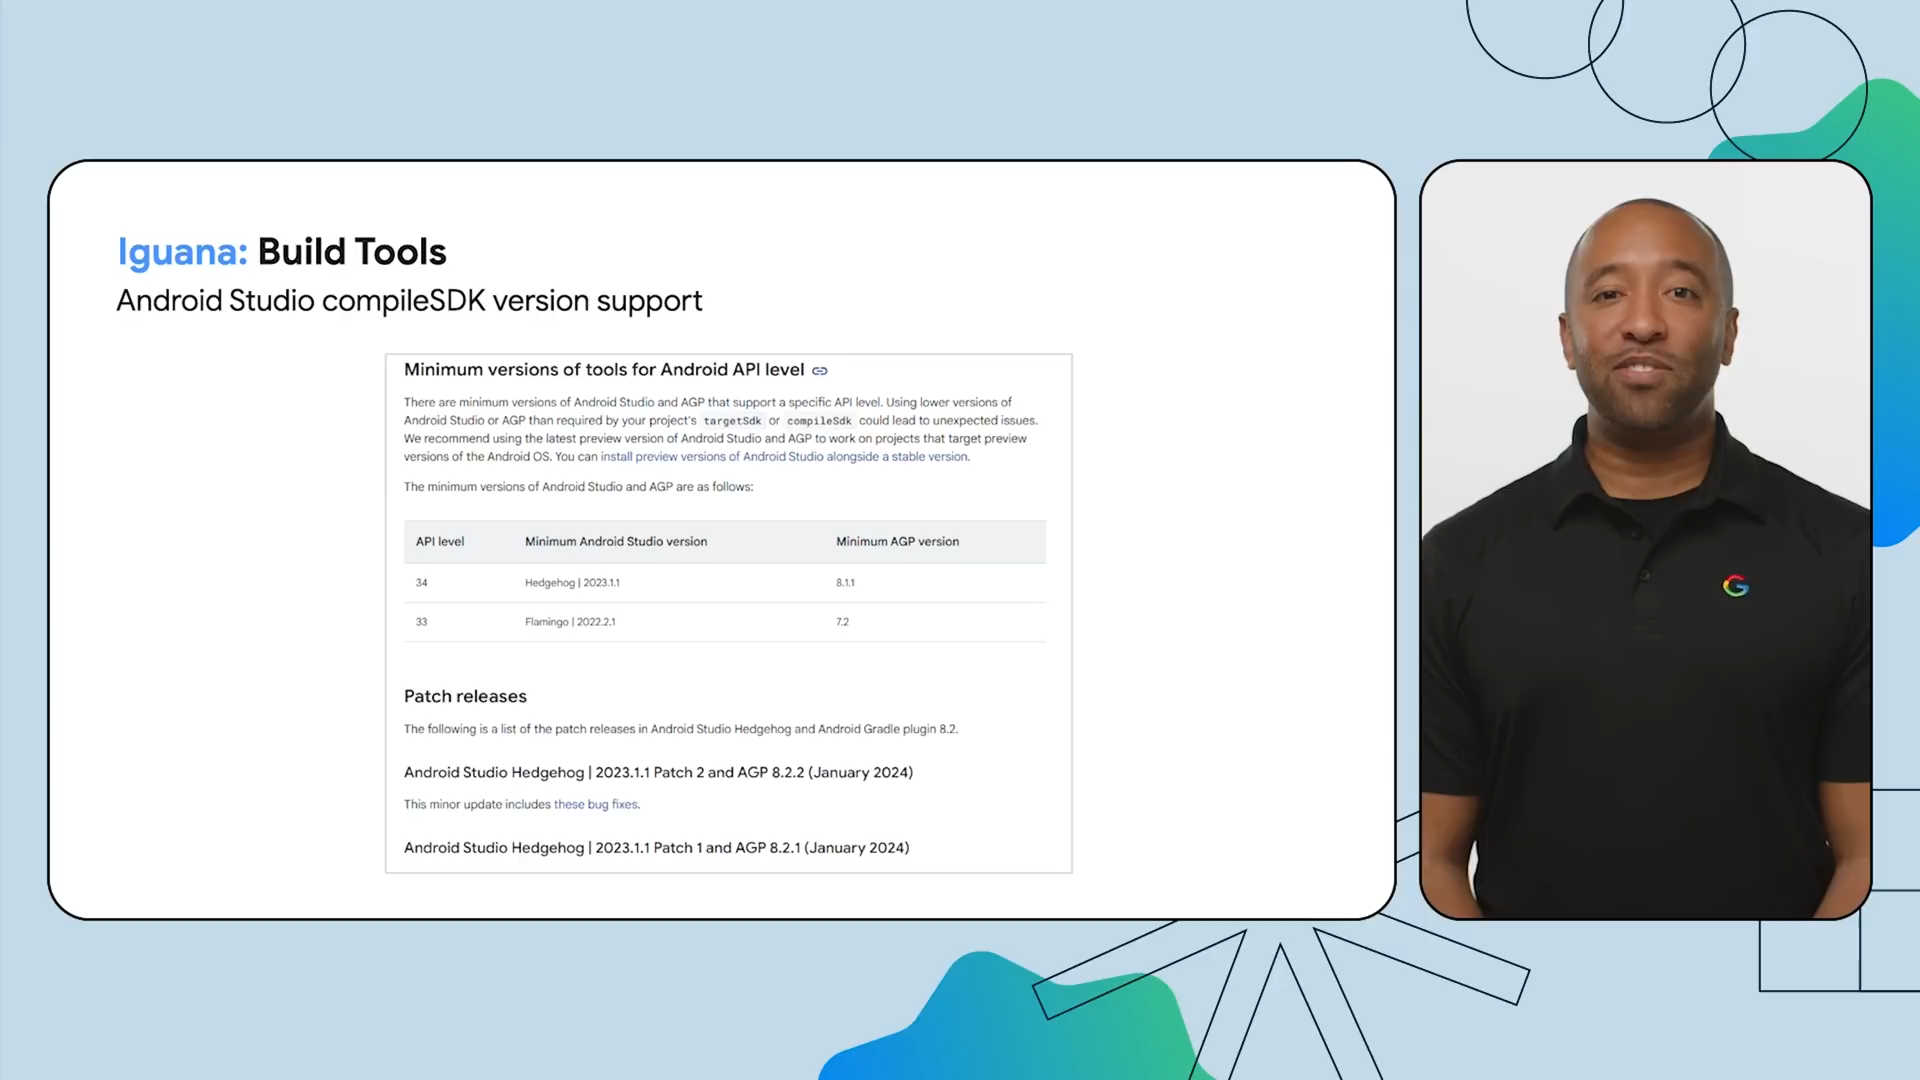 Iguana: Build Tools
Android Studio compileSDK version support
Minimum versions of tools for Android API level
There are minimum versions of Android Studio and AGP that support a specific API level. Using lower versions of
Android Studio or AGP than required by your project's targetSdk or compileSdk could lead to unexpected issues.
We recommend using the latest preview version of Android Studio and AGP to work on projects that target preview
versions of the Android OS. You can install preview versions of Android Studio alongside a stable version.
The minimum versions of Android Studio and AGP are as follows:
API level Minimum Android Studio version Minimum AGP version
34 Hedgehog | 2023.1.1 8.1.1
33 Flamingo | 2022.2.1 7.2
Patch releases
The following is a list of the patch releases in Android Studio Hedgehog and Android Gradle plugin 8.2.
Android Studio Hedgehog | 2023.1.1 Patch 2 and AGP 8.2.2 (January 2024)
This minor update includes these bug fixes.
Android Studio Hedgehog | 2023.1.1 Patch 1 and AGP 8.2.1 (January 2024)
G